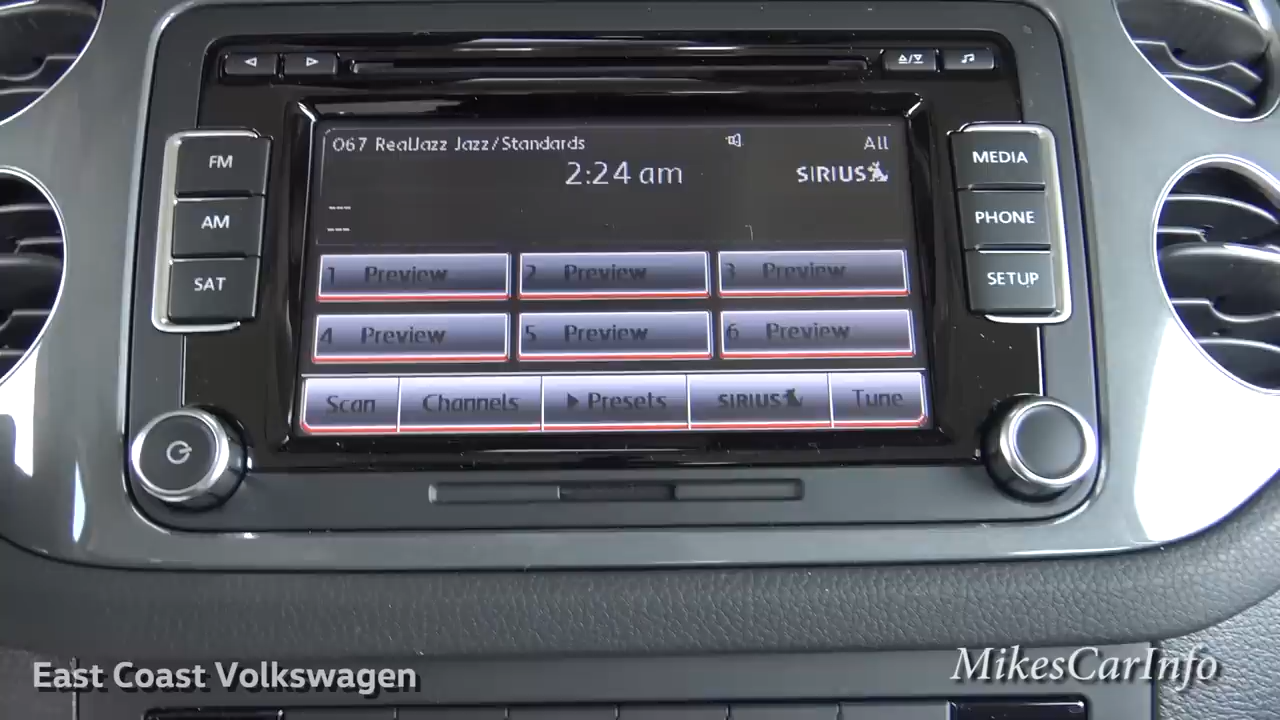 067 RealJazz Jazz/Standards All
2:24 am
SIRIUS
---
---
FM
AM
SAT
MEDIA
PHONE
SETUP
1 Preview
2 Preview
3 Preview
4 Preview
5 Preview
6 Preview
Scan
Channels
Presets
SIRIUS
Tune
East Coast Volkswagen
MikesCarInfo